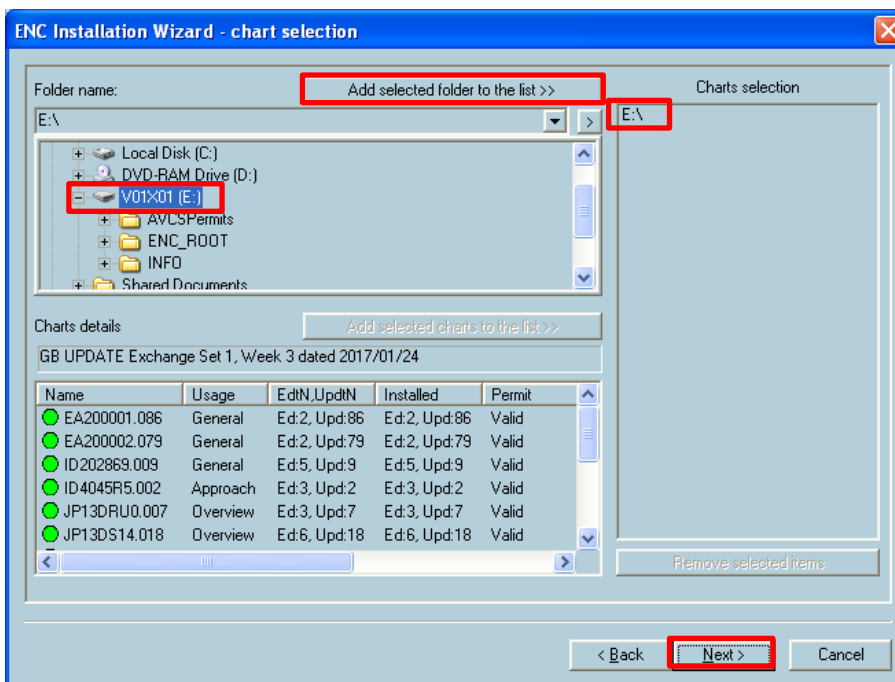 ENC Installation Wizard - chart selection
Folder name:
Add selected folder to the list >>
Charts selection
E:\
>
E:\
Local Disk (C:)
DVD-RAM Drive (D:)
V01X01 (E:)
AVCSPermits
ENC_ROOT
INFO
Shared Documents
Charts details
Add selected charts to the list >>
GB UPDATE Exchange Set 1, Week 3 dated 2017/01/24
Name Usage EdtN,UpdtN Installed Permit
EA200001.086 General Ed:2, Upd:86 Ed:2, Upd:86 Valid
EA200002.079 General Ed:2, Upd:79 Ed:2, Upd:79 Valid
ID202869.009 General Ed:5, Upd:9 Ed:5, Upd:9 Valid
ID4045R5.002 Approach Ed:3, Upd:2 Ed:3, Upd:2 Valid
JP13DRU0.007 Overview Ed:3, Upd:7 Ed:3, Upd:7 Valid
JP13DS14.018 Overview Ed:6, Upd:18 Ed:6, Upd:18 Valid
Remove selected items
< Back Next > Cancel